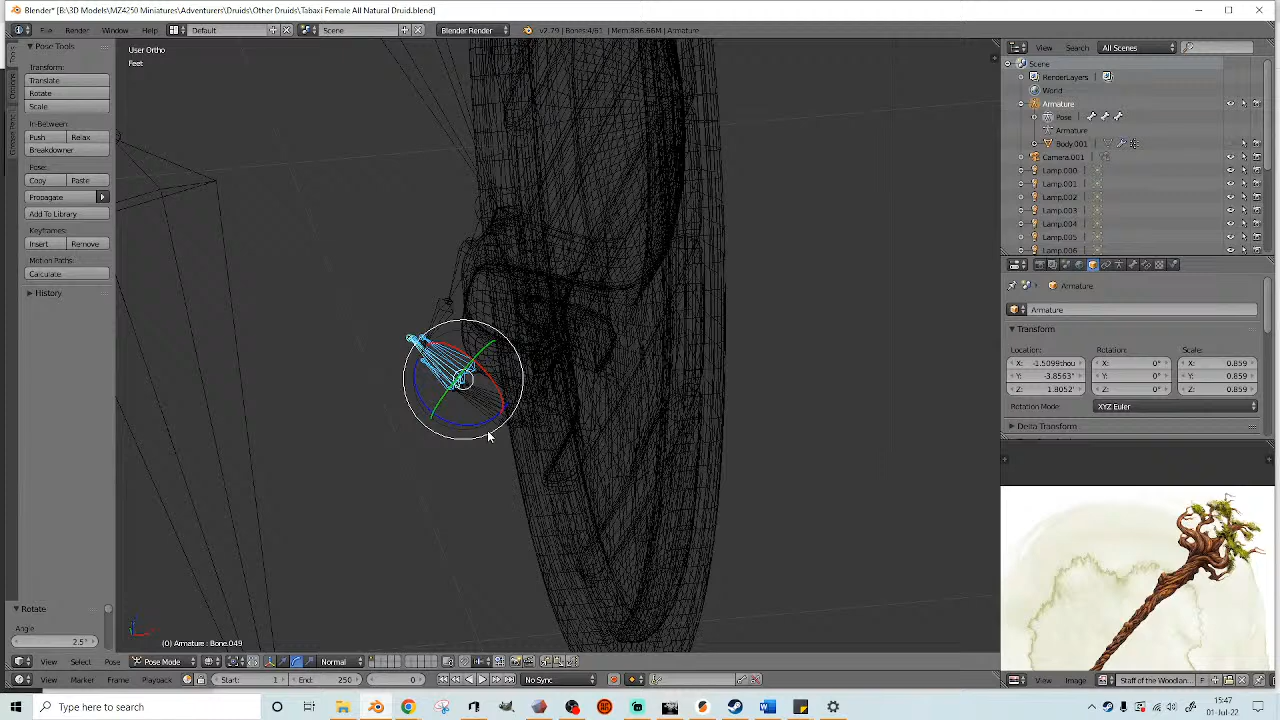 Blender* [B:\3D Models\MZ4250 Miniatures\Adventurers\Druids\Other Druids\Tabaxi Female All Natural Druid.blend]
File Render Window Help Default Scene Blender Render v2.79 | Bones:4/61 | Mem:886.66M | Armature
View Search All Scenes
Pose Tools
User Ortho
Feet
Transform:
Translate
Rotate
Scale
In-Between:
Push Relax
Breakdowner
Pose:
Copy Paste
Propagate
Add To Library
Keyframes:
Insert Remove
Motion Paths:
Calculate
History
Scene
RenderLayers
World
Armature
Pose
Armature
Body.001
Camera.001
Lamp.000
Lamp.001
Lamp.002
Lamp.003
Lamp.004
Lamp.005
Lamp.006
Armature
Armature
Transform
Location: Rotation: Scale:
X: -1.5099thou X: 0° X: 0.859
Y: -3.8563' Y: 0° Y: 0.859
Z: 1.8052' Z: 0° Z: 0.859
Rotation Mode XYZ Euler
Delta Transform
Rotate
Angle
2.5°
(0) Armature : Bone.049
View Select Pose Pose Mode Normal
View Marker Frame Playback Start: 1 End: 250 0 No Sync
View Image Staff of the Woodlan F
Type here to search
15:47
01-Jul-22